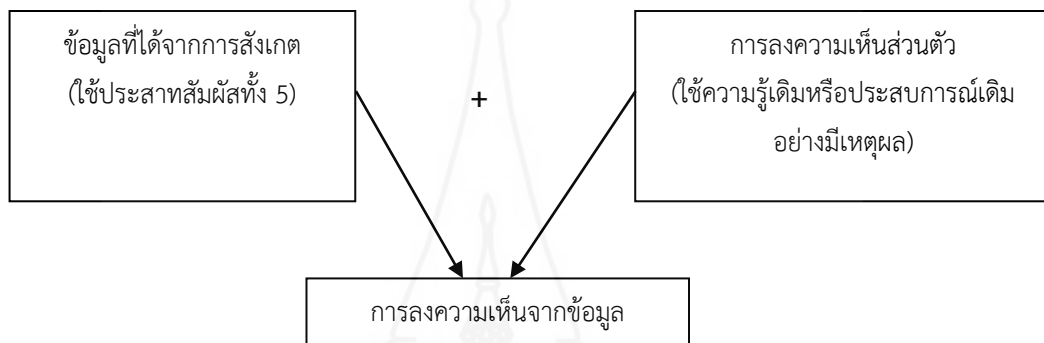 ข้อมูลที่ได้จากการสังเกต
(ใช้ประสาทสัมผัสทั้ง 5)
+
การลงความเห็นส่วนตัว
(ใช้ความรู้เดิมหรือประสบการณ์เดิม
อย่างมีเหตุผล)
การลงความเห็นจากข้อมูล